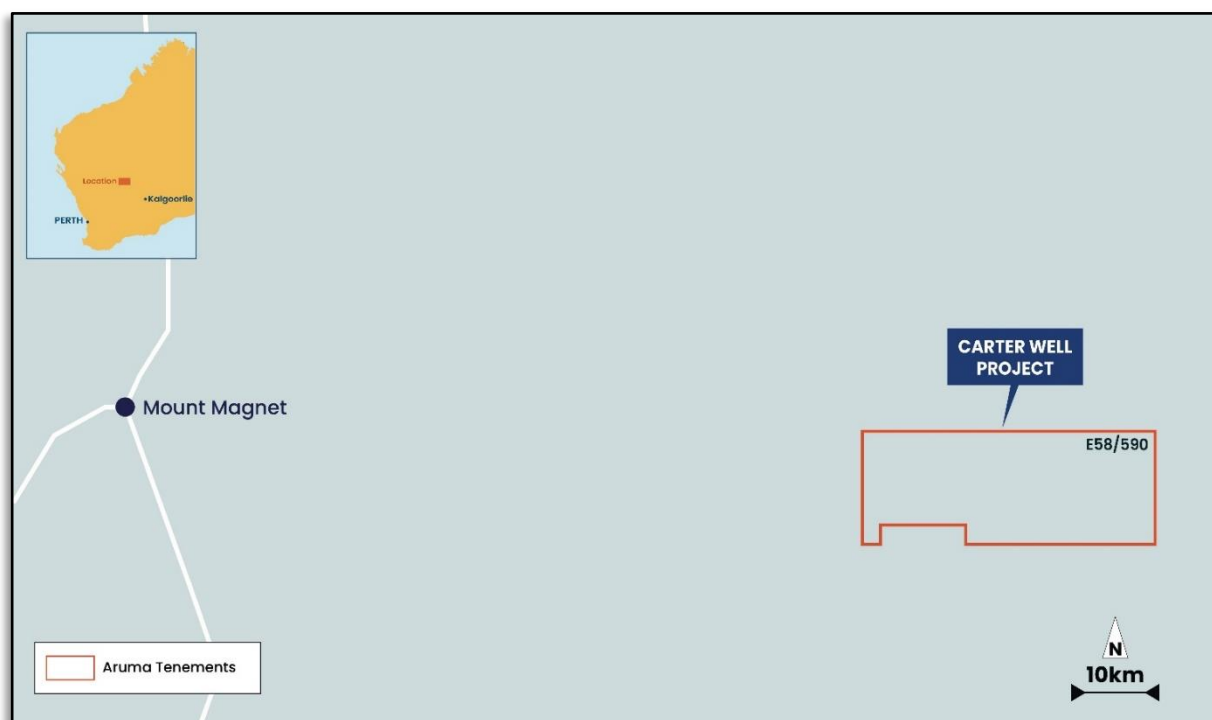 Location
•Kalgoorlie
PERTH
CARTER WELL
PROJECT
Mount Magnet
E58/590
Aruma Tenements
N
10km